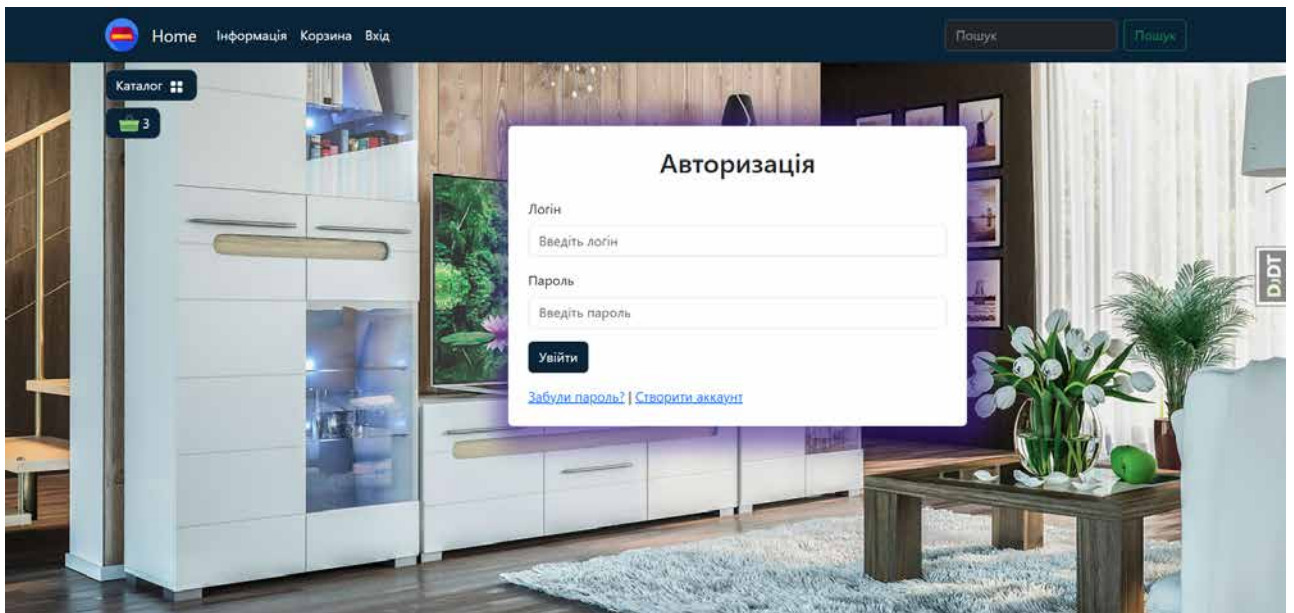 Home Інформація Корзина Вхід
Пошук Пошук
Каталог
3
Авторизація
Логін
Введіть логін
Пароль
Введіть пароль
Увійти
Забули пароль? | Створити аккаунт
DjDT